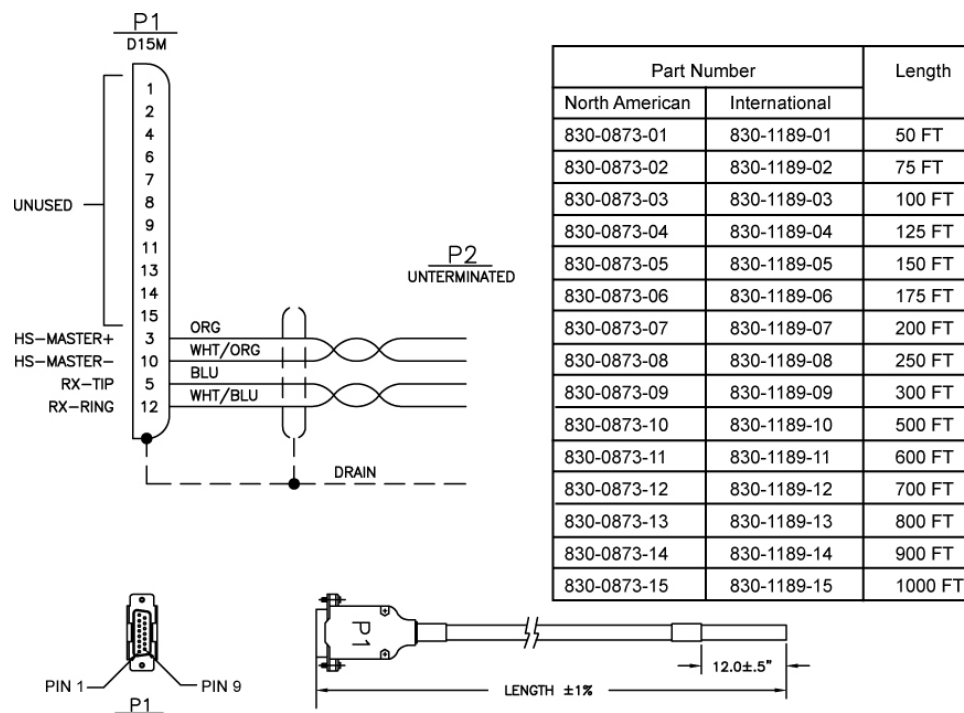 P1
D15M
1
2
4
6
7
8
9
11
13
14
15
UNUSED
HS-MASTER+ 3 ORG
HS-MASTER- 10 WHT/ORG
RX-TIP 5 BLU
RX-RING 12 WHT/BLU
DRAIN
P2
UNTERMINATED
Part Number Length
North American International
830-0873-01 830-1189-01 50 FT
830-0873-02 830-1189-02 75 FT
830-0873-03 830-1189-03 100 FT
830-0873-04 830-1189-04 125 FT
830-0873-05 830-1189-05 150 FT
830-0873-06 830-1189-06 175 FT
830-0873-07 830-1189-07 200 FT
830-0873-08 830-1189-08 250 FT
830-0873-09 830-1189-09 300 FT
830-0873-10 830-1189-10 500 FT
830-0873-11 830-1189-11 600 FT
830-0873-12 830-1189-12 700 FT
830-0873-13 830-1189-13 800 FT
830-0873-14 830-1189-14 900 FT
830-0873-15 830-1189-15 1000 FT
PIN 1 PIN 9
P1
P1
12.0±.5"
LENGTH ±1%